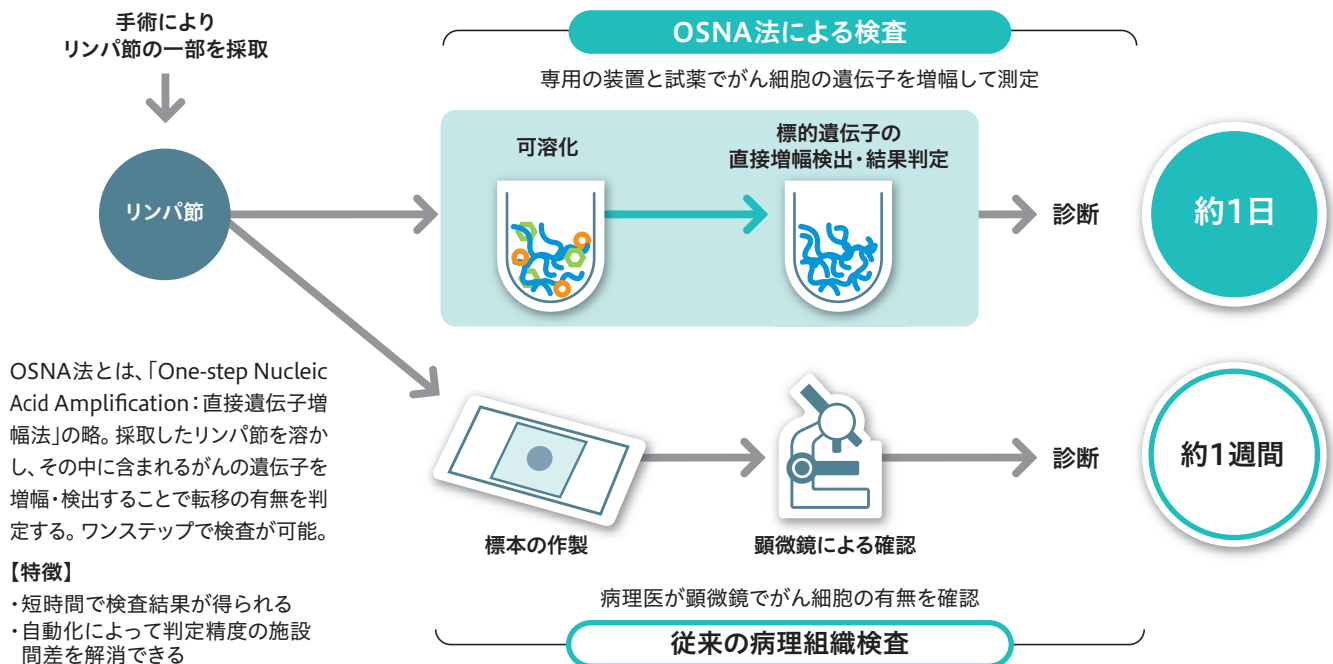 手術により
リンパ節の一部を採取
リンパ節
OSNA法による検査
専用の装置と試薬でがん細胞の遺伝子を増幅して測定
可溶化
標的遺伝子の
直接増幅検出・結果判定
診断
約1日
OSNA法とは、「One-step Nucleic
Acid Amplification：直接遺伝子増
幅法」の略。採取したリンパ節を溶か
し、その中に含まれるがんの遺伝子を
増幅・検出することで転移の有無を判
定する。ワンステップで検査が可能。
【特徴】
・短時間で検査結果が得られる
・自動化によって判定精度の施設
間差を解消できる
標本の作製
顕微鏡による確認
診断
約1週間
病理医が顕微鏡でがん細胞の有無を確認
従来の病理組織検査